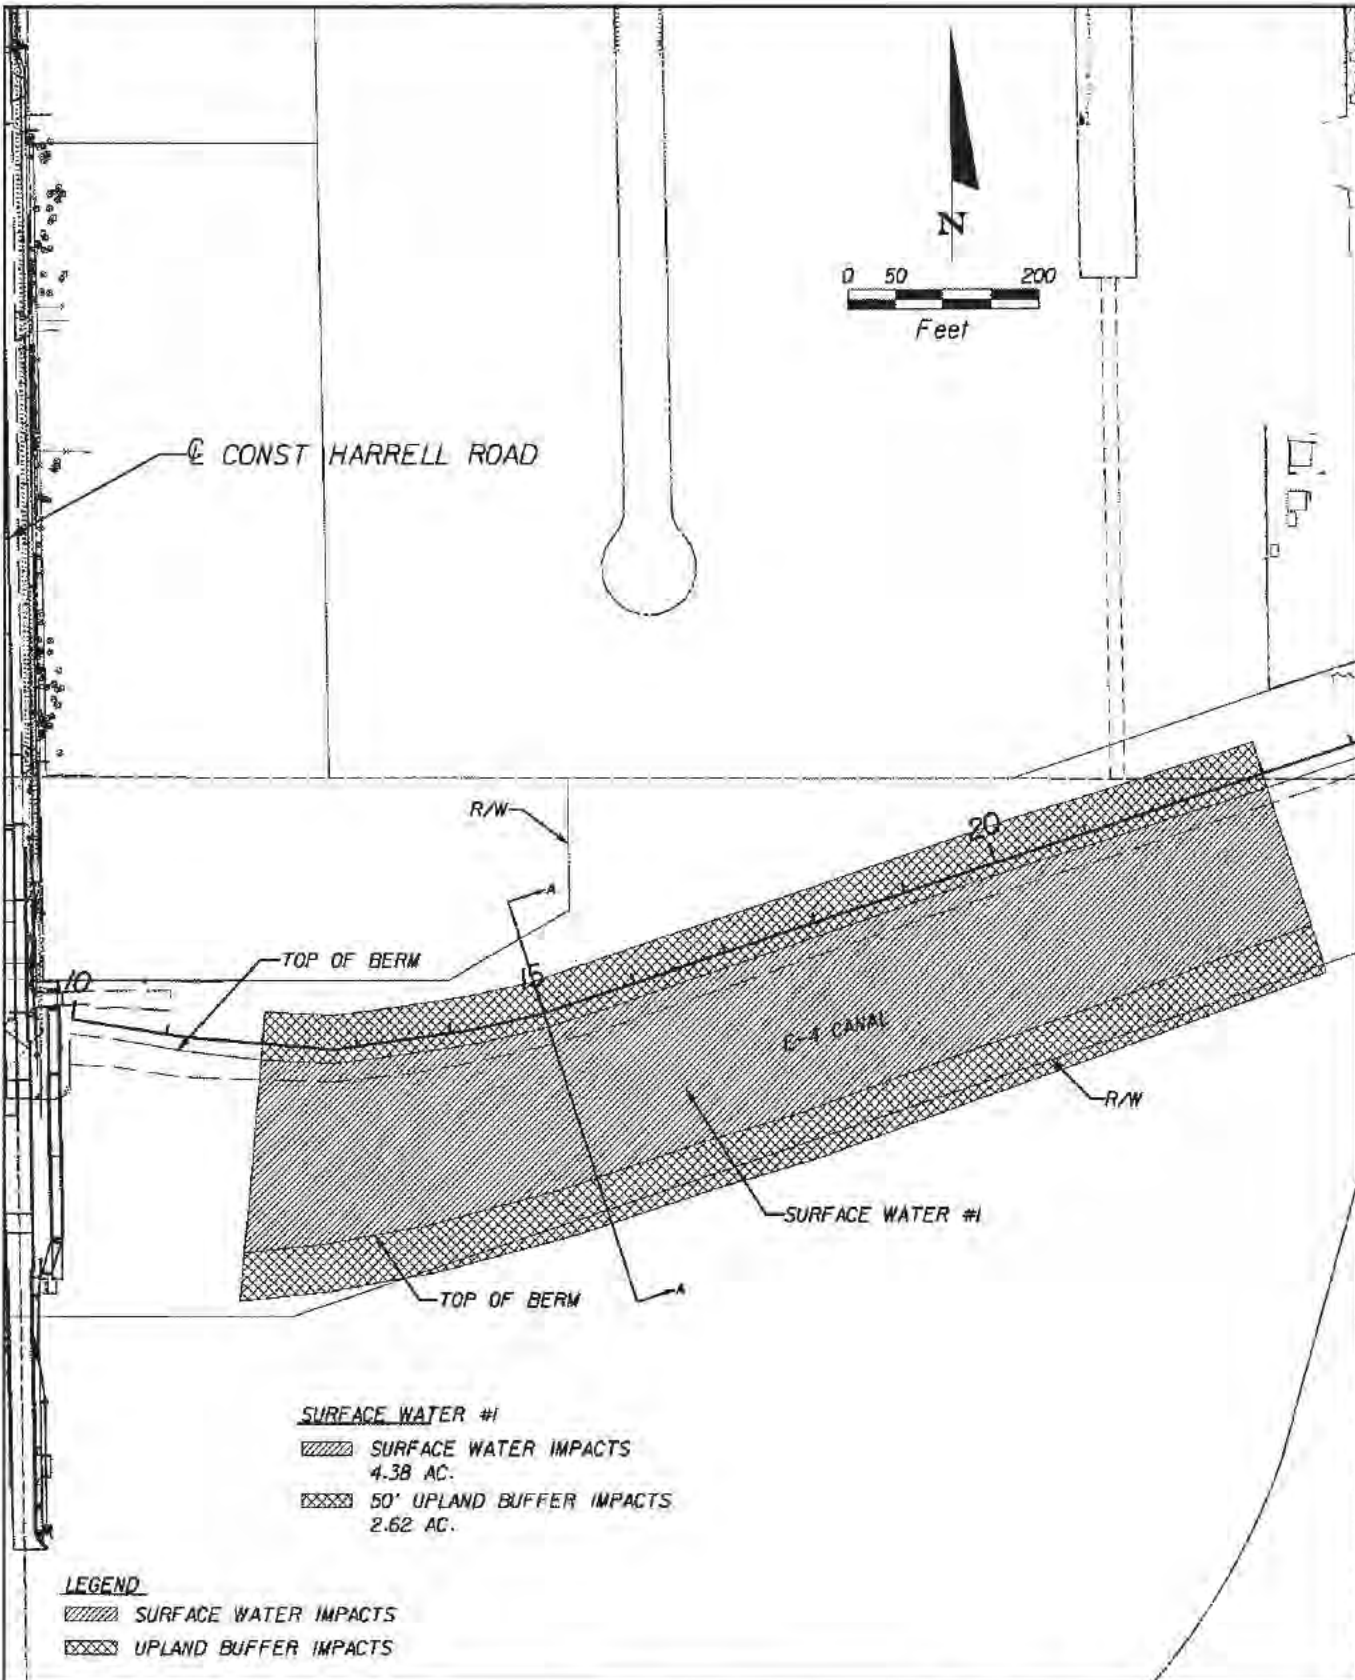 N
0 50 200
Feet
℄ CONST HARRELL ROAD
R/W
20
A
TOP OF BERM
15
10
C-4 CANAL
R/W
SURFACE WATER #1
A
TOP OF BERM
SURFACE WATER #1
SURFACE WATER IMPACTS
4.38 AC.
50' UPLAND BUFFER IMPACTS
2.62 AC.
LEGEND
SURFACE WATER IMPACTS
UPLAND BUFFER IMPACTS